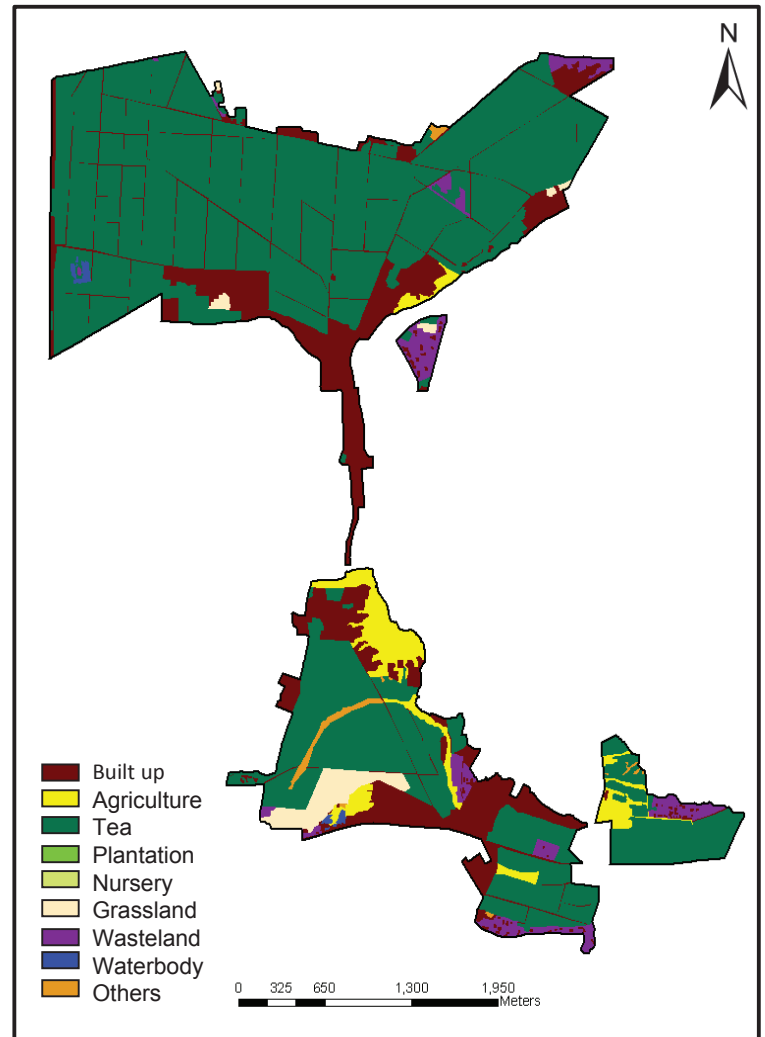 N
Built up
Agriculture
Tea
Plantation
Nursery
Grassland
Wasteland
Waterbody
Others
0 325 650 1,300 1,950
Meters